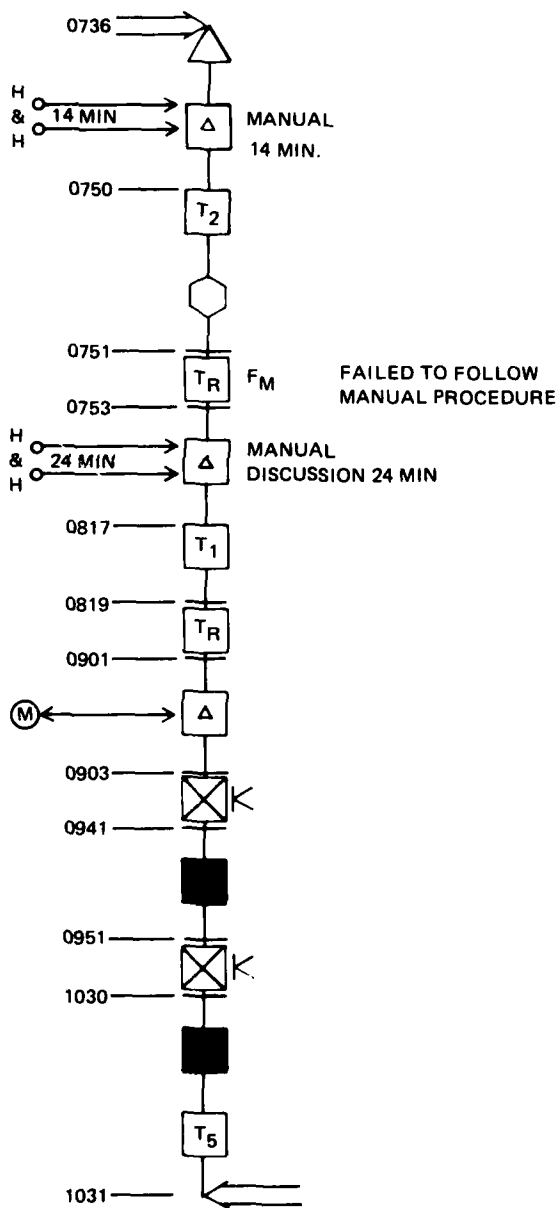 0736
H
&
H
14 MIN
Δ
MANUAL
14 MIN.
0750
T2
0751
TR
FM
FAILED TO FOLLOW
MANUAL PROCEDURE
0753
H
&
H
24 MIN
Δ
MANUAL
DISCUSSION 24 MIN
0817
T1
0819
TR
0901
M
Δ
0903
K
0941
0951
K
1030
T5
1031